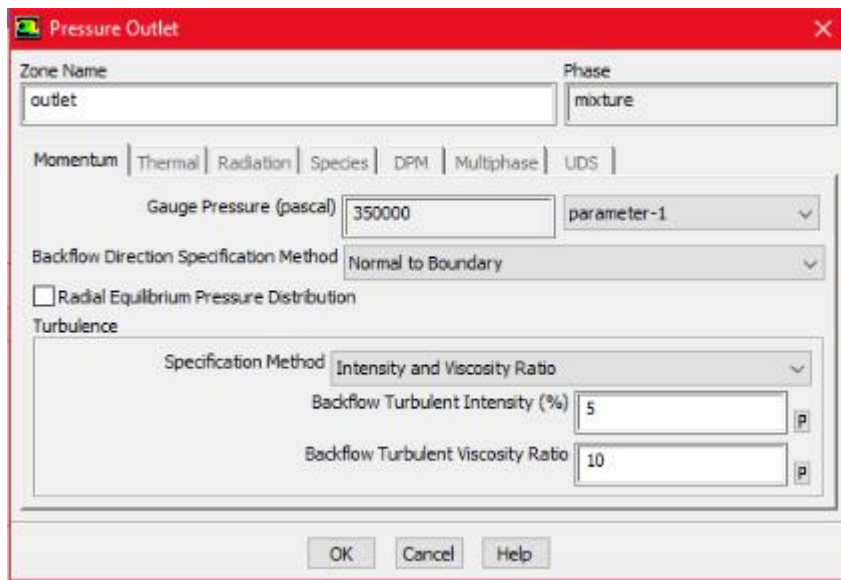 Pressure Outlet
Zone Name Phase
outlet mixture
Momentum Thermal Radiation Species DPM Multiphase UDS
Gauge Pressure (pascal) 350000 parameter-1
Backflow Direction Specification Method Normal to Boundary
Radial Equilibrium Pressure Distribution
Turbulence
Specification Method Intensity and Viscosity Ratio
Backflow Turbulent Intensity (%) 5 P
Backflow Turbulent Viscosity Ratio 10 P
OK Cancel Help